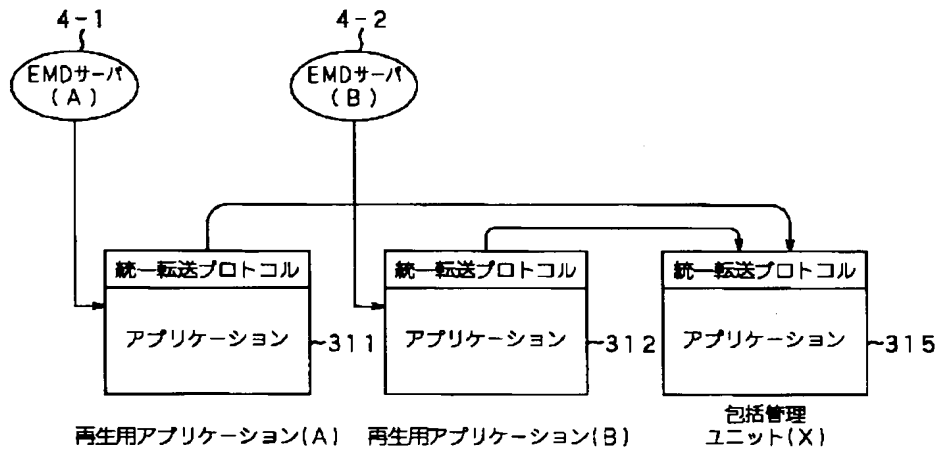 4-1
4-2
EMDサーバ
(A)
EMDサーバ
(B)
統一転送プロトコル
統一転送プロトコル
統一転送プロトコル
アプリケーション
311
アプリケーション
312
アプリケーション
315
再生用アプリケーション(A)
再生用アプリケーション(B)
包括管理
ユニット(X)